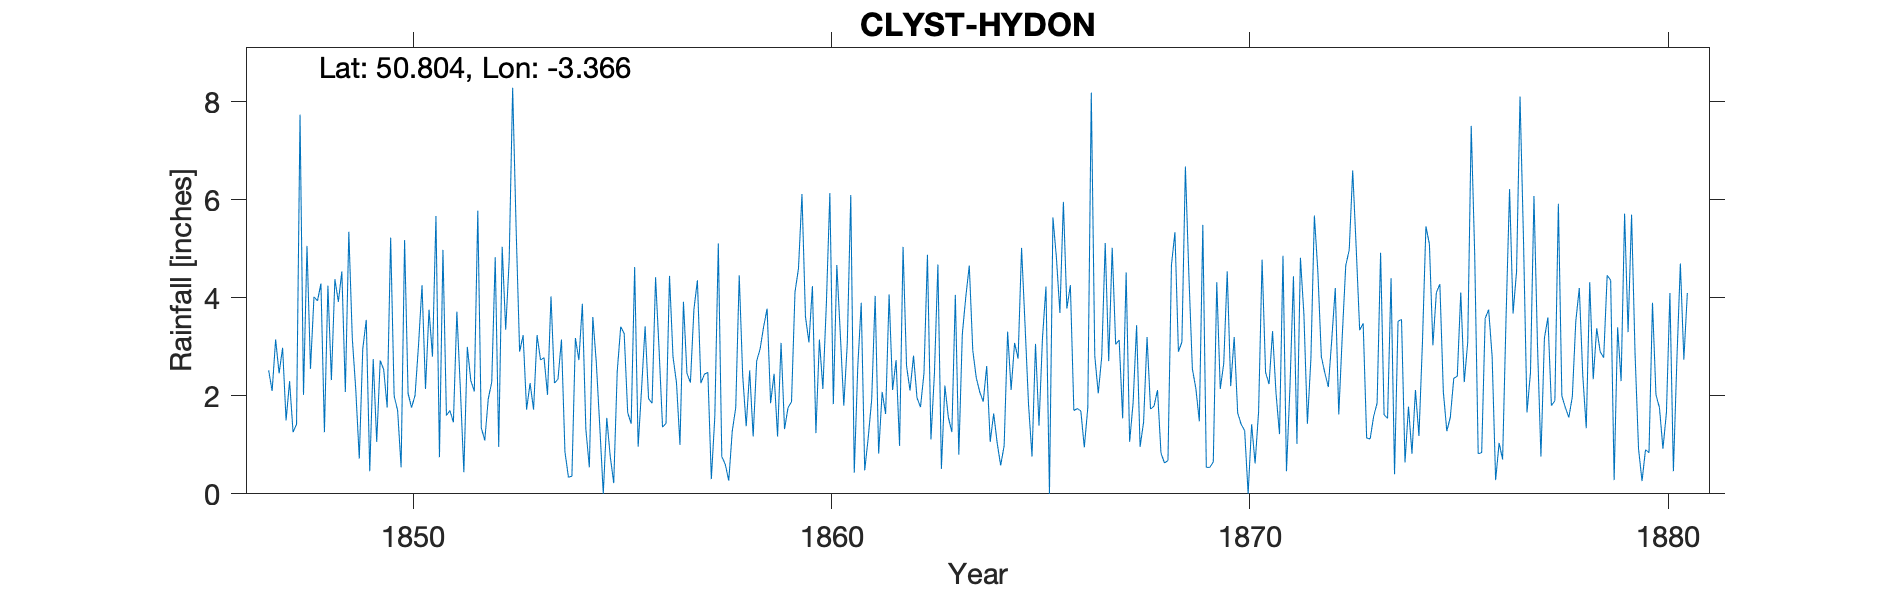 CLYST-HYDON
Lat: 50.804, Lon: -3.366
8
6
4
2
0
Rainfall [inches]
1850 1860 1870 1880
Year